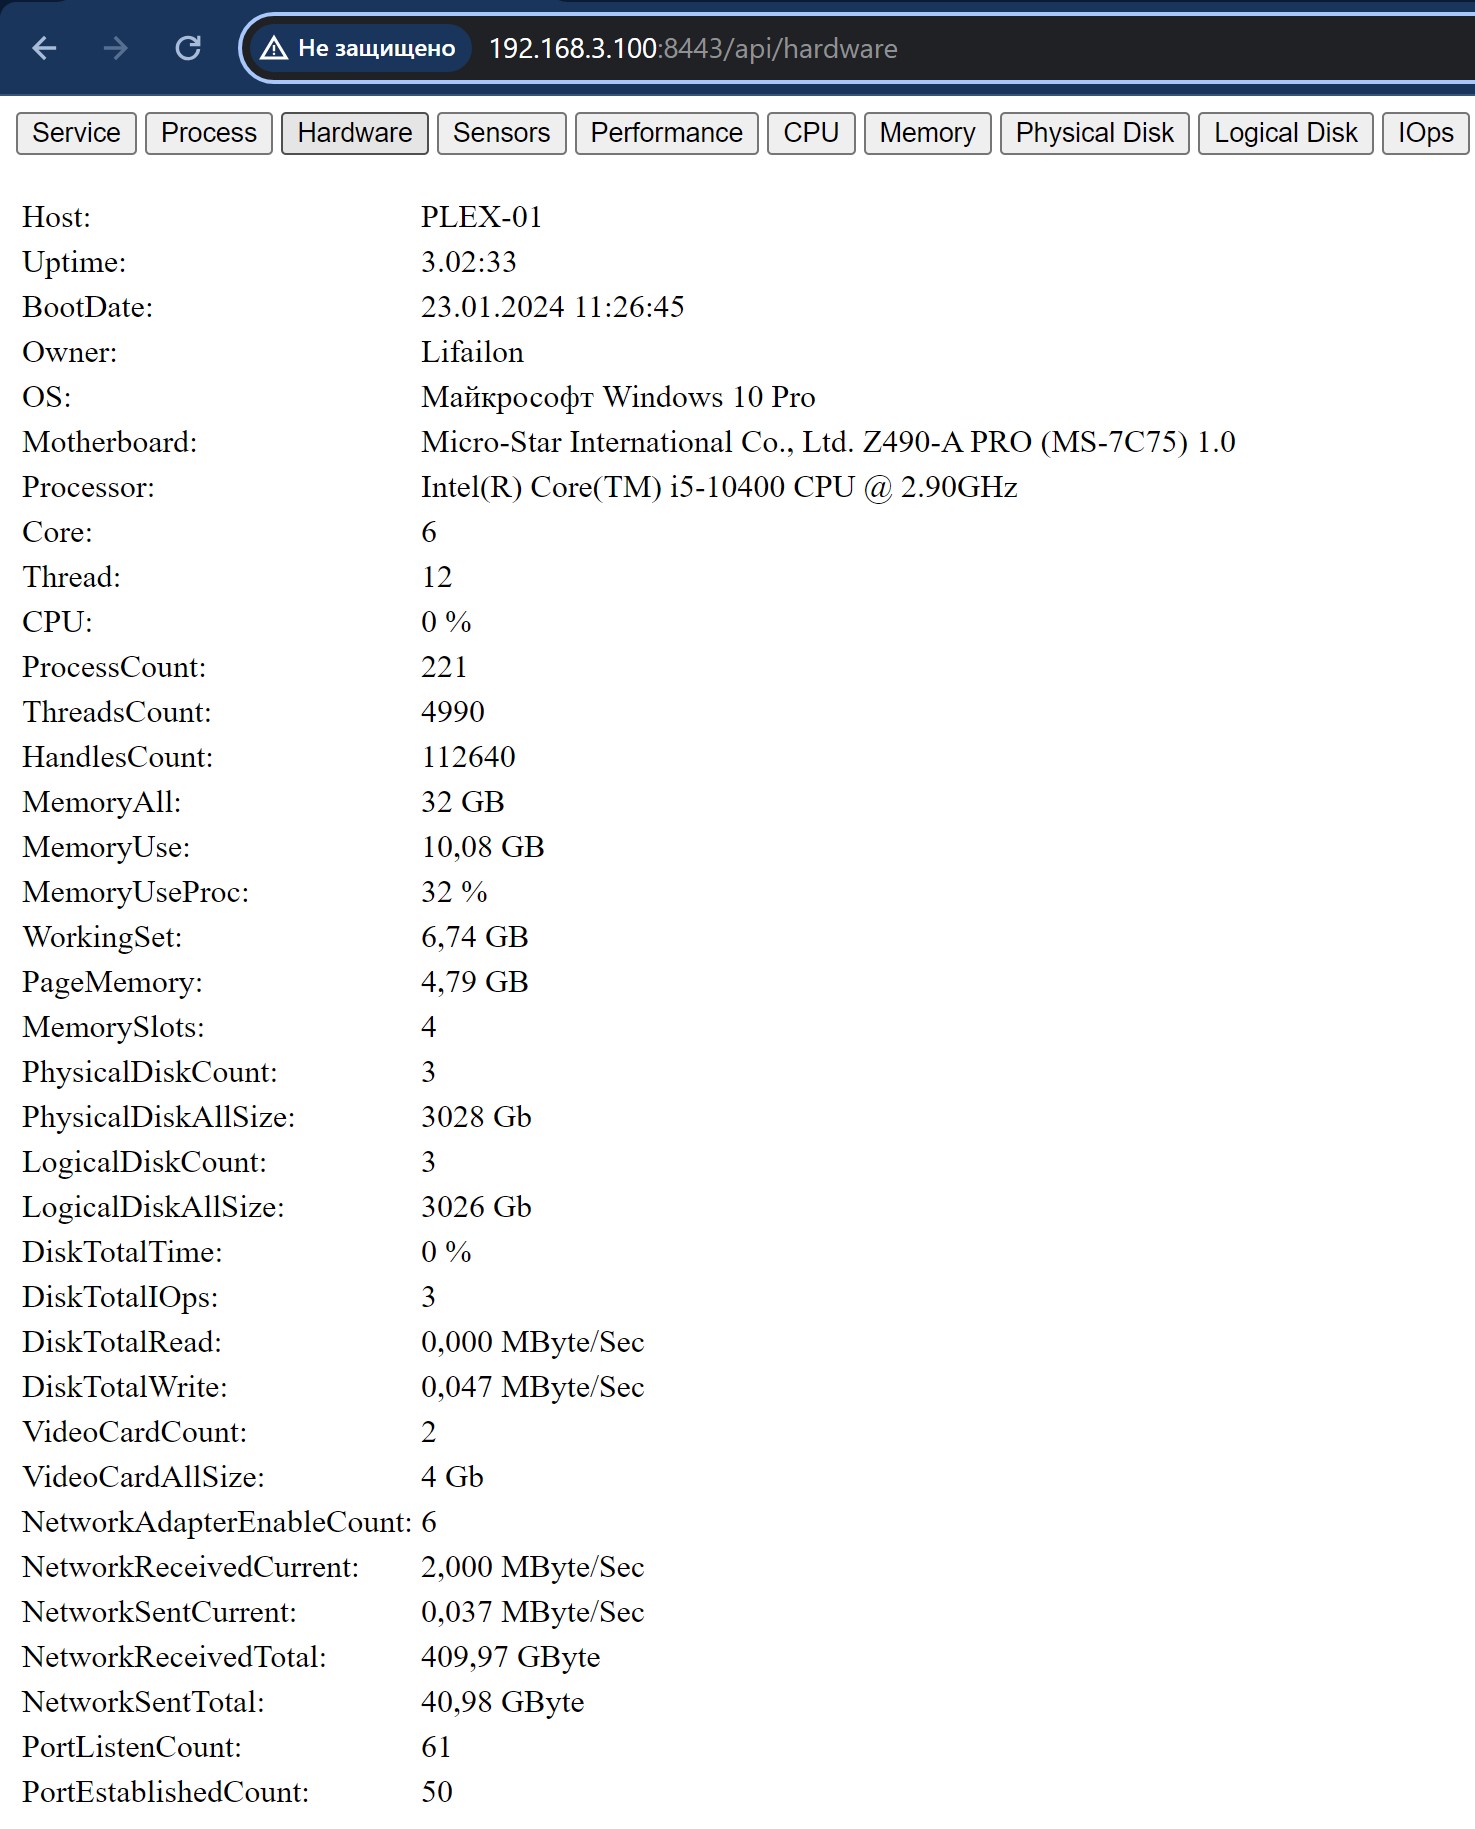 Не защищено 192.168.3.100:8443/api/hardware
Service Process Hardware Sensors Performance CPU Memory Physical Disk Logical Disk IOps
Host: PLEX-01
Uptime: 3.02:33
BootDate: 23.01.2024 11:26:45
Owner: Lifailon
OS: Майкрософт Windows 10 Pro
Motherboard: Micro-Star International Co., Ltd. Z490-A PRO (MS-7C75) 1.0
Processor: Intel(R) Core(TM) i5-10400 CPU @ 2.90GHz
Core: 6
Thread: 12
CPU: 0 %
ProcessCount: 221
ThreadsCount: 4990
HandlesCount: 112640
MemoryAll: 32 GB
MemoryUse: 10,08 GB
MemoryUseProc: 32 %
WorkingSet: 6,74 GB
PageMemory: 4,79 GB
MemorySlots: 4
PhysicalDiskCount: 3
PhysicalDiskAllSize: 3028 Gb
LogicalDiskCount: 3
LogicalDiskAllSize: 3026 Gb
DiskTotalTime: 0 %
DiskTotalIOps: 3
DiskTotalRead: 0,000 MByte/Sec
DiskTotalWrite: 0,047 MByte/Sec
VideoCardCount: 2
VideoCardAllSize: 4 Gb
NetworkAdapterEnableCount: 6
NetworkReceivedCurrent: 2,000 MByte/Sec
NetworkSentCurrent: 0,037 MByte/Sec
NetworkReceivedTotal: 409,97 GByte
NetworkSentTotal: 40,98 GByte
PortListenCount: 61
PortEstablishedCount: 50